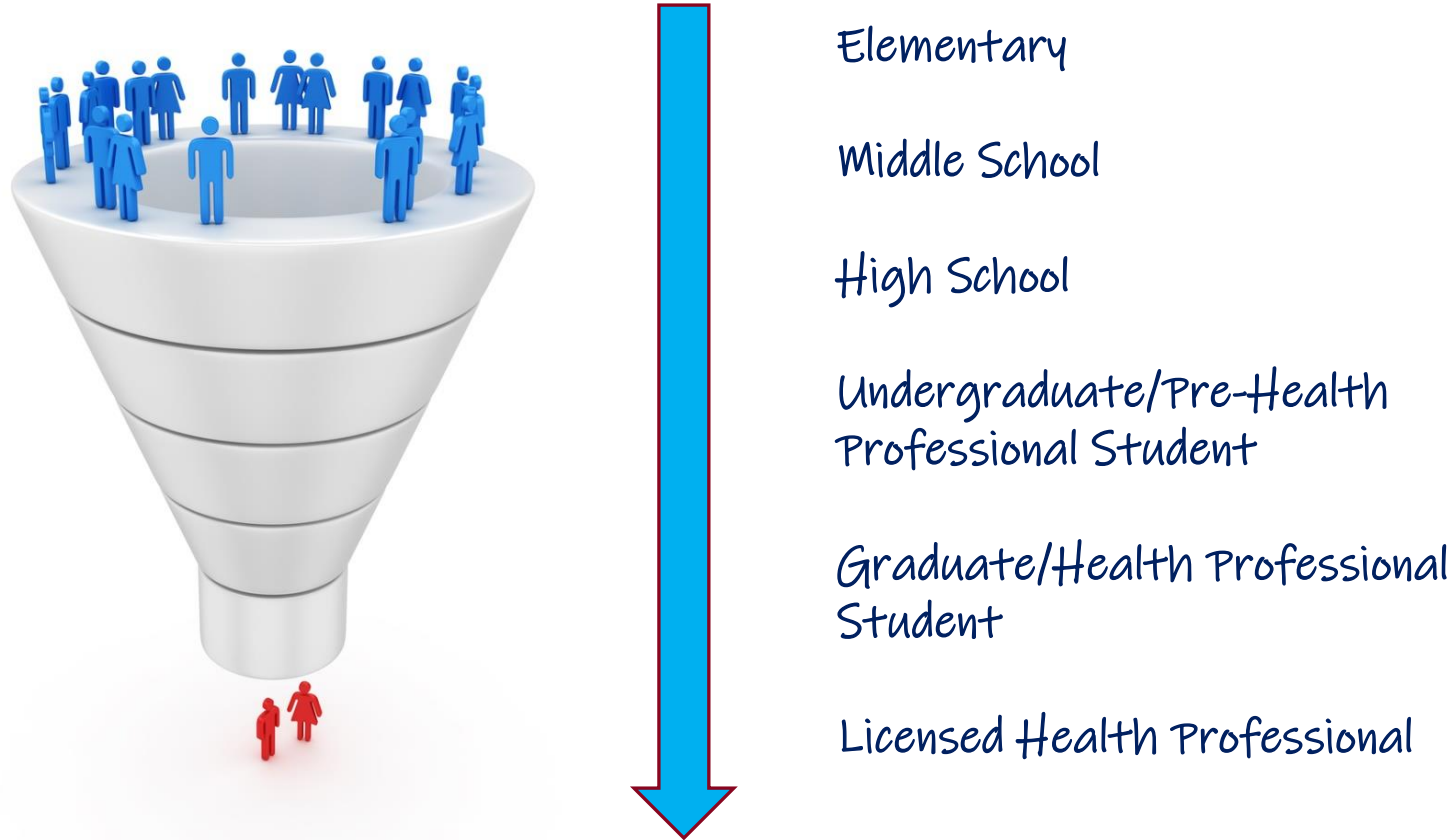 Elementary
Middle School
High School
Undergraduate/Pre-Health
Professional Student
Graduate/Health Professional
Student
Licensed Health Professional